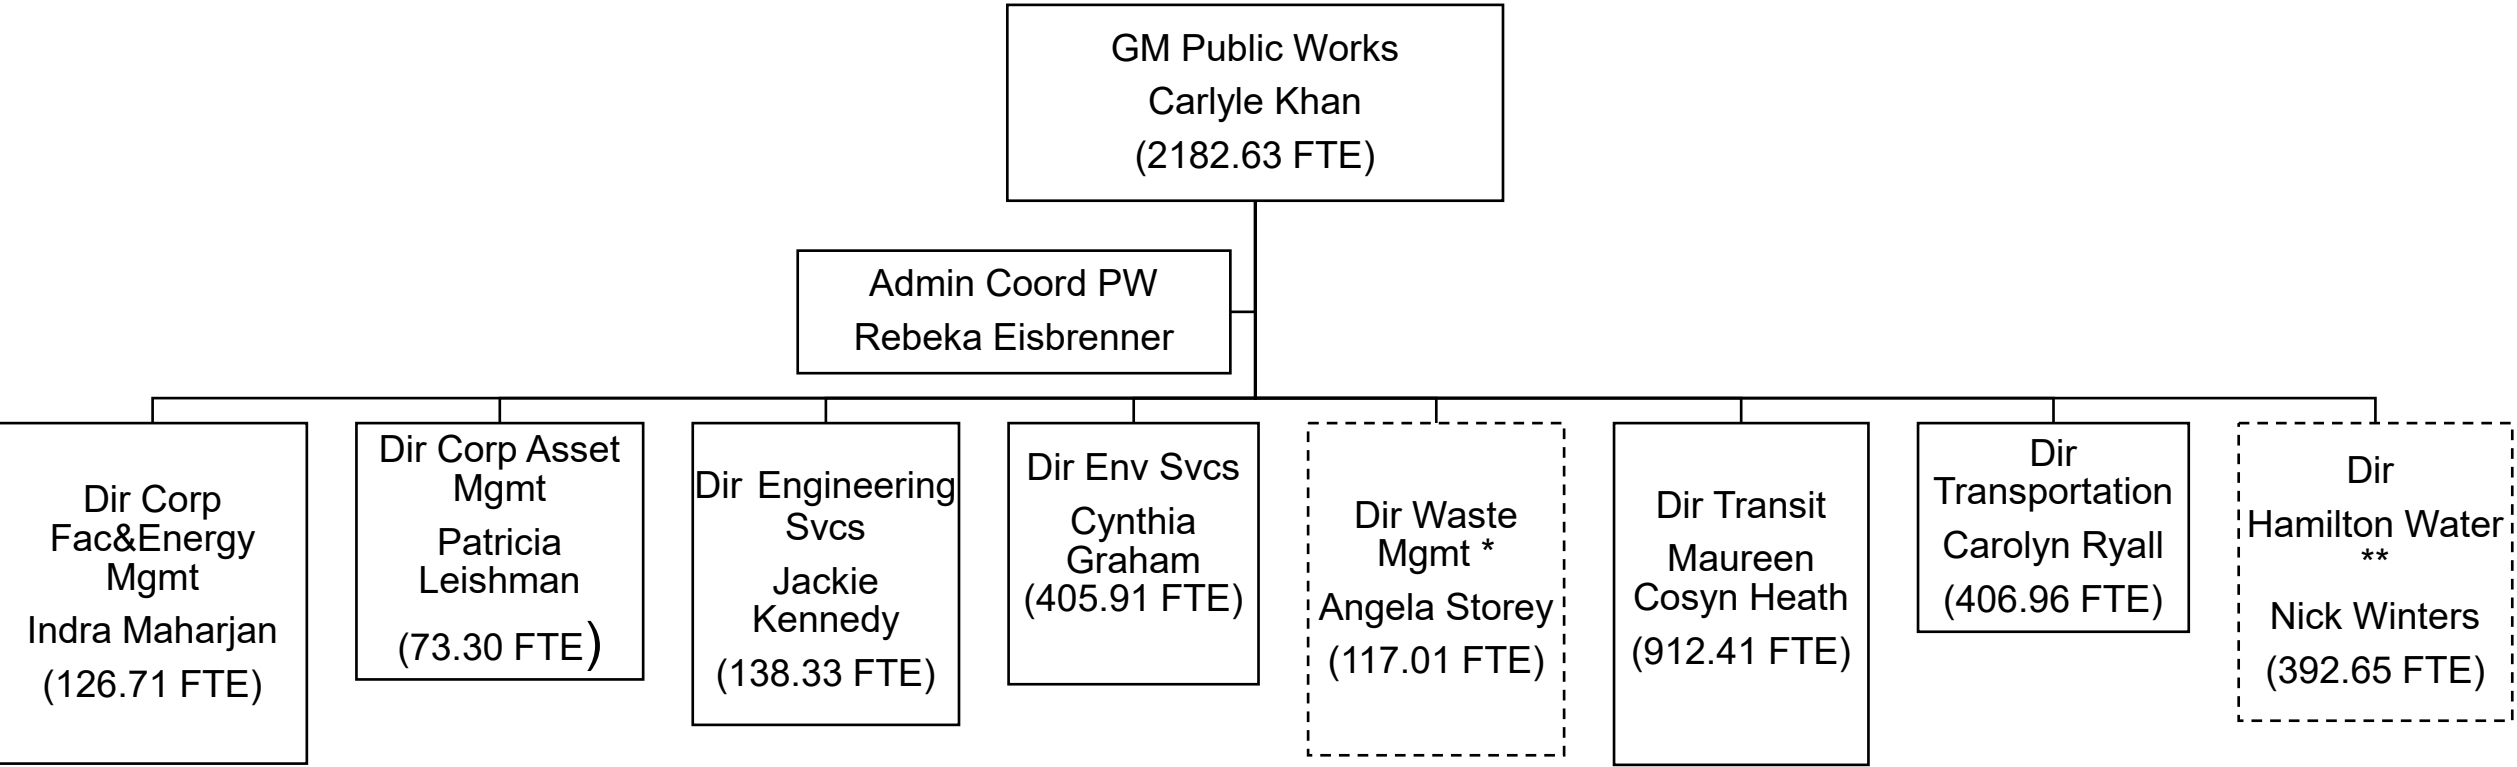 GM Public Works
Carlyle Khan
(2182.63 FTE)
Admin Coord PW
Rebeka Eisbrenner
Dir Corp
Fac&Energy
Mgmt
Indra Maharjan
(126.71 FTE)
Dir Corp Asset
Mgmt
Patricia
Leishman
(73.30 FTE)
Dir Engineering
Svcs
Jackie
Kennedy
(138.33 FTE)
Dir Env Svcs
Cynthia
Graham
(405.91 FTE)
Dir Waste
Mgmt *
Angela Storey
(117.01 FTE)
Dir Transit
Maureen
Cosyn Heath
(912.41 FTE)
Dir
Transportation
Carolyn Ryall
(406.96 FTE)
Dir
Hamilton Water
**
Nick Winters
(392.65 FTE)